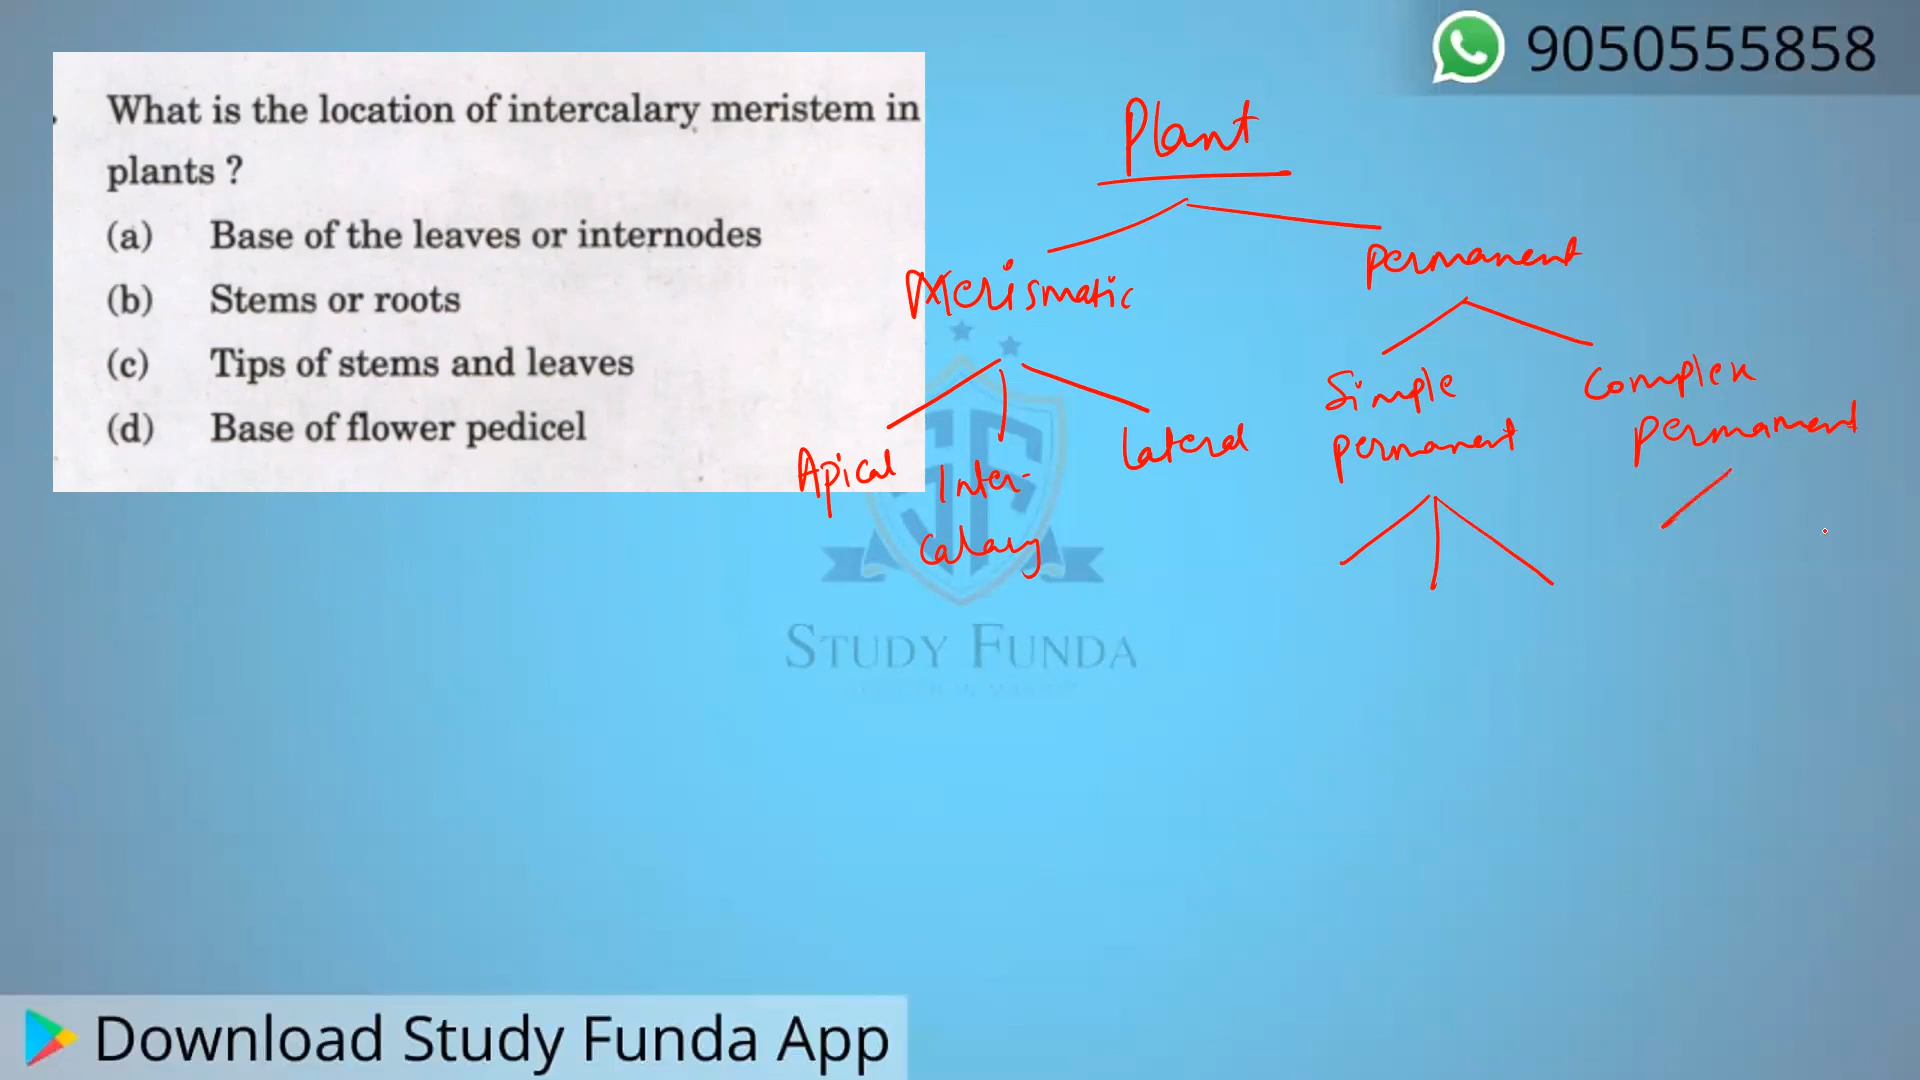 9050555858
What is the location of intercalary meristem in
plants ?
(a) Base of the leaves or internodes
(b) Stems or roots
(c) Tips of stems and leaves
(d) Base of flower pedicel
Plant
Merismatic
Permanent
Apical
Inter-
calary
Lateral
Simple
permanent
Complex
permanent
STUDY FUNDA
Download Study Funda App